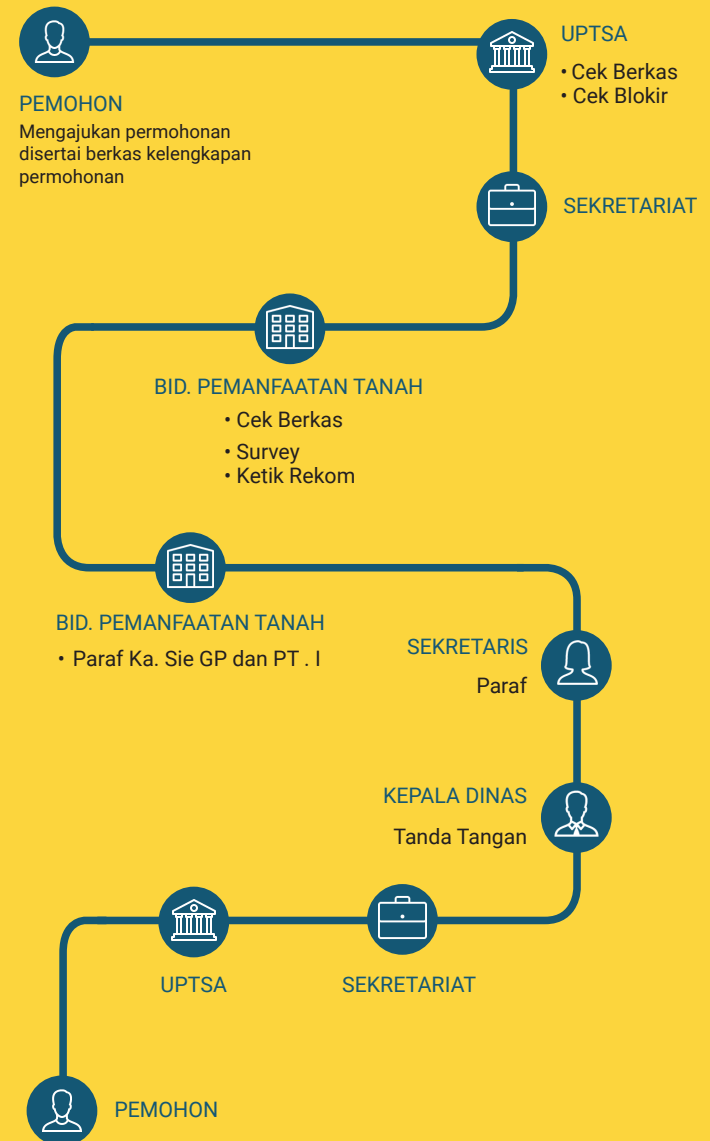 UPTSA
• Cek Berkas
• Cek Blokir
PEMOHON
Mengajukan permohonan
disertai berkas kelengkapan
permohonan
SEKRETARIAT
BID. PEMANFAATAN TANAH
• Cek Berkas
• Survey
• Ketik Rekom
BID. PEMANFAATAN TANAH
• Paraf Ka. Sie GP dan PT . I
SEKRETARIS
Paraf
KEPALA DINAS
Tanda Tangan
UPTSA
SEKRETARIAT
PEMOHON